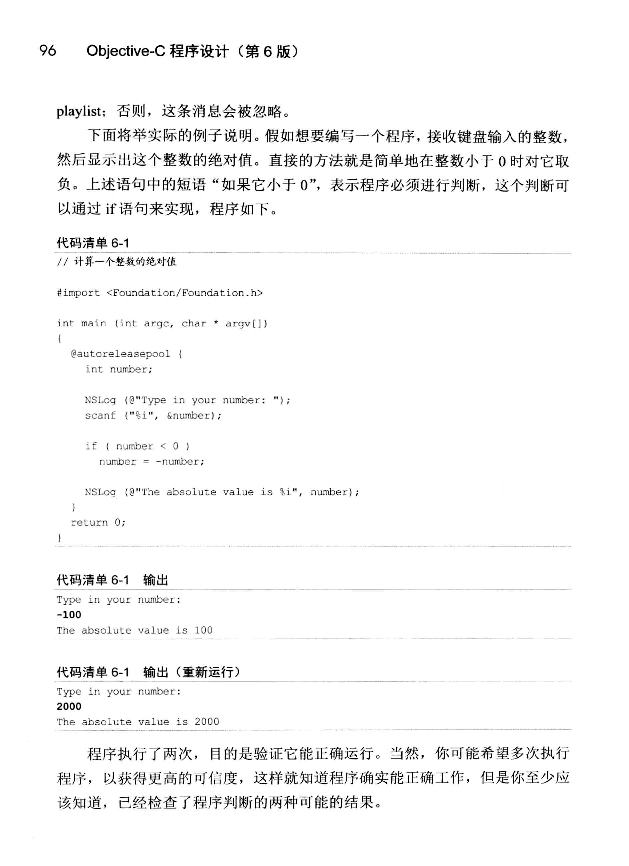 96 Objective-C 程序设计（第 6 版）
playlist；否则，这条消息会被忽略。
下面将举实际的例子说明。假如想要编写一个程序，接收键盘输入的整数，
然后显示出这个整数的绝对值。直接的方法就是简单地在整数小于 0 时对它取
负。上述语句中的短语“如果它小于 0”，表示程序必须进行判断，这个判断可
以通过 if 语句来实现，程序如下。
代码清单 6-1
// 计算一个整数的绝对值
#import <Foundation/Foundation.h>
int main (int argc, char * argv[])
{
@autoreleasepool {
int number;
NSLog (@"Type in your number: ");
scanf ("%i", &number);
if ( number < 0 )
number = -number;
NSLog (@"The absolute value is %i", number);
}
return 0;
}
代码清单 6-1 输出
Type in your number:
-100
The absolute value is 100
代码清单 6-1 输出（重新运行）
Type in your number:
2000
The absolute value is 2000
程序执行了两次，目的是验证它能正确运行。当然，你可能希望多次执行
程序，以获得更高的可信度，这样就知道程序确实能正确工作，但是你至少应
该知道，已经检查了程序判断的两种可能的结果。